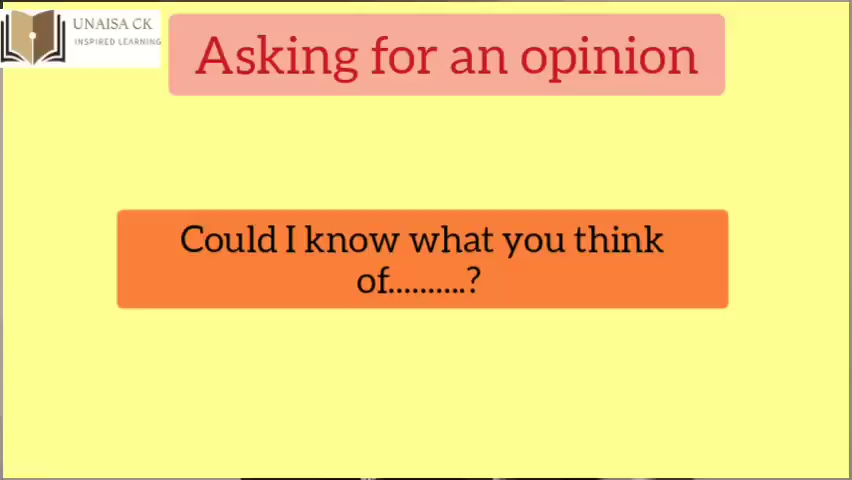 UNAISA CK
INSPIRED LEARNING
Asking for an opinion
Could I know what you think
of..........?